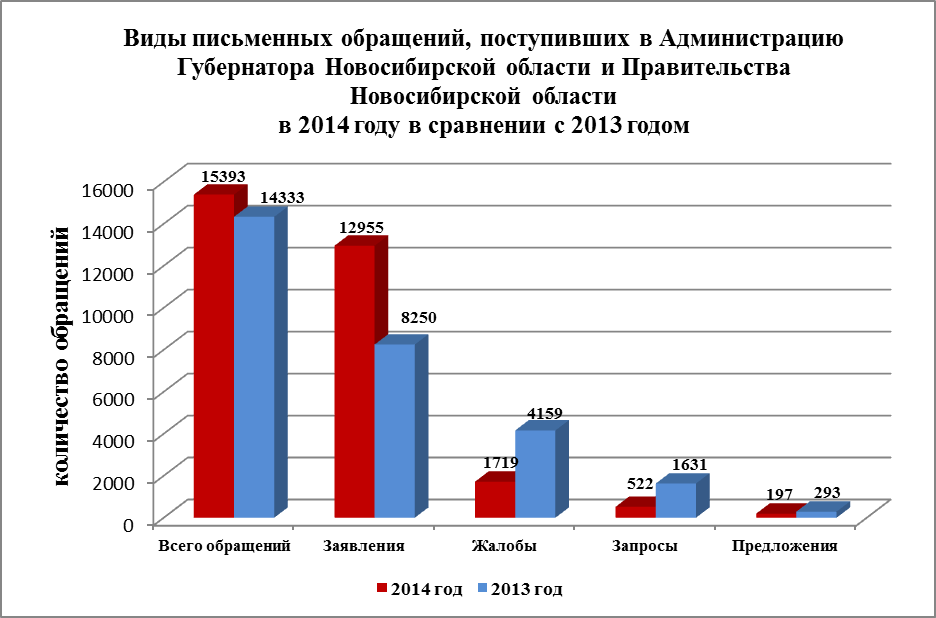 Виды письменных обращений, поступивших в Администрацию
Губернатора Новосибирской области и Правительства
Новосибирской области
в 2014 году в сравнении с 2013 годом
количество обращений
16000
14000
12000
10000
8000
6000
4000
2000
0
15393
14333
12955
8250
1719
4159
522
1631
197
293
Всего обращений
Заявления
Жалобы
Запросы
Предложения
2014 год
2013 год